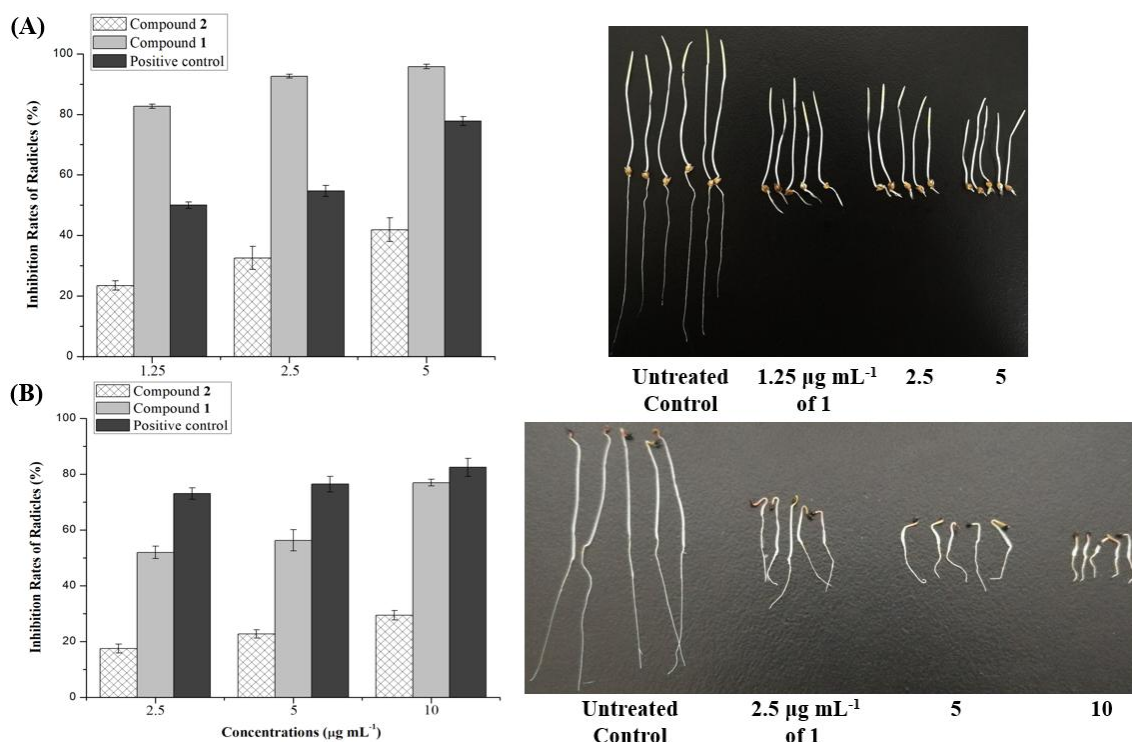 (A)
Compound 2
Compound 1
Positive control
Inhibition Rates of Radicles (%)
100
80
60
40
20
0
1.25
2.5
5
Untreated
Control
1.25 μg mL-1
of 1
2.5
5
(B)
Compound 2
Compound 1
Positive control
Inhibition Rates of Radicles (%)
100
80
60
40
20
0
2.5
5
10
Concentrations (μg mL-1)
Untreated
Control
2.5 μg mL-1
of 1
5
10